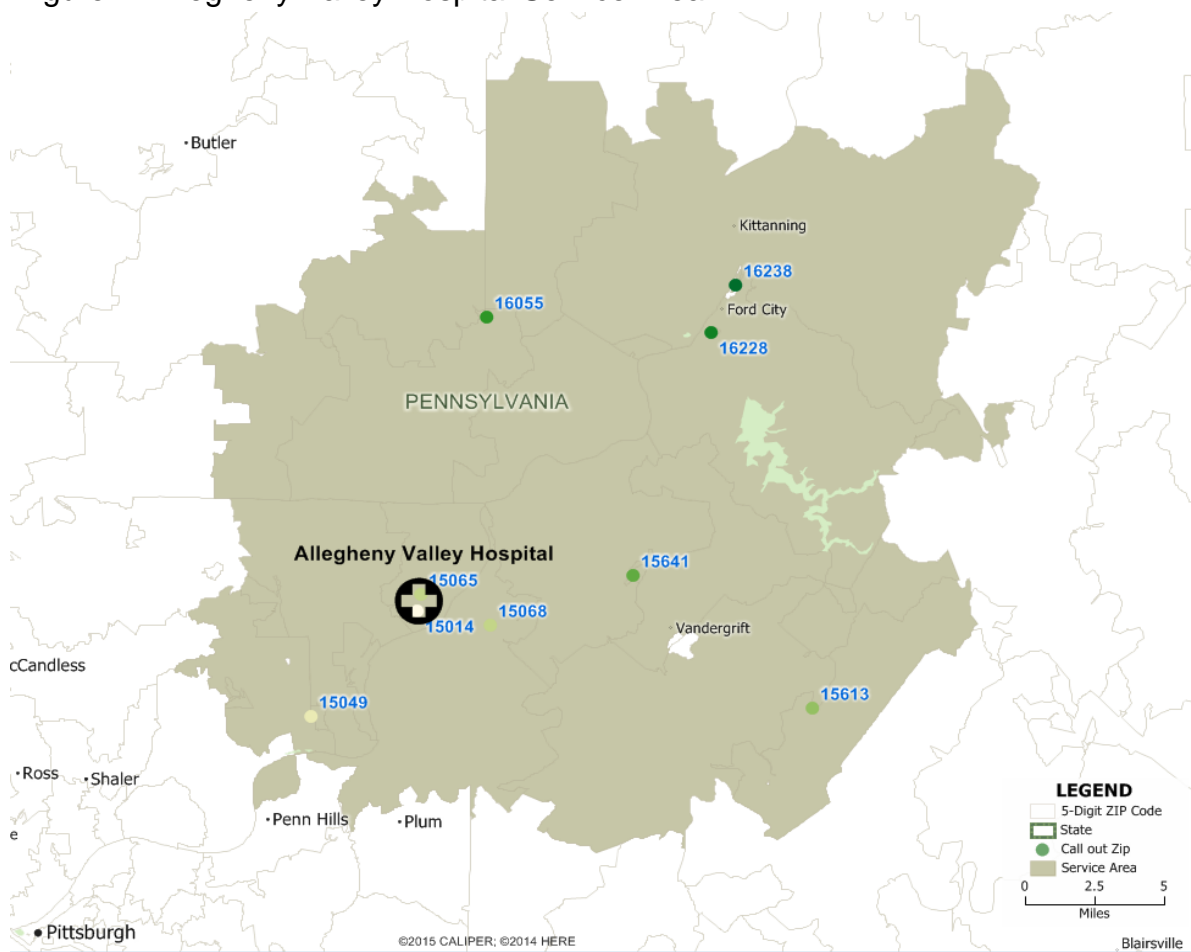 Butler
Kittanning
16238
16055
Ford City
16228
PENNSYLVANIA
Allegheny Valley Hospital
15641
15065
15068
15014
Vandergrift
cCandless
15613
15049
Ross
Shaler
Penn Hills
Plum
e
LEGEND
5-Digit ZIP Code
State
Call out Zip
Service Area
0 2.5 5
Miles
Pittsburgh
©2015 CALIPER; ©2014 HERE
Blairsville